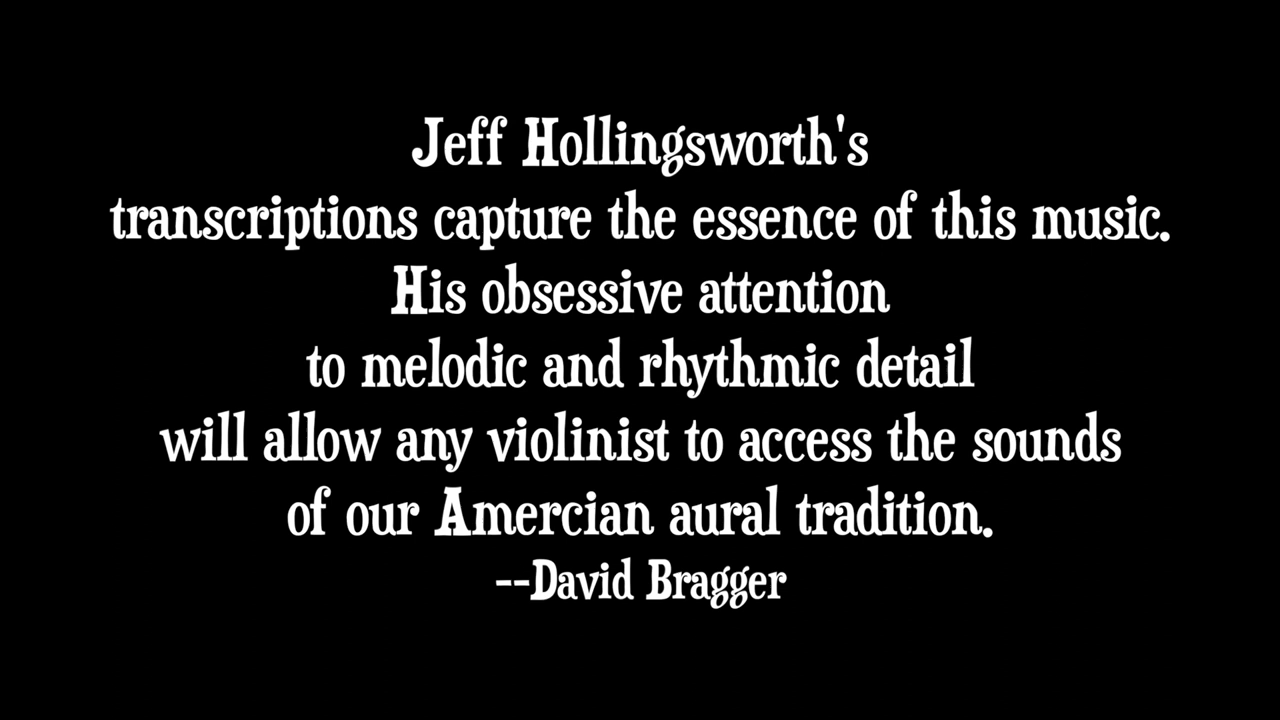 Jeff Hollingsworth's
transcriptions capture the essence of this music.
His obsessive attention
to melodic and rhythmic detail
will allow any violinist to access the sounds
of our Amercian aural tradition.
--David Bragger